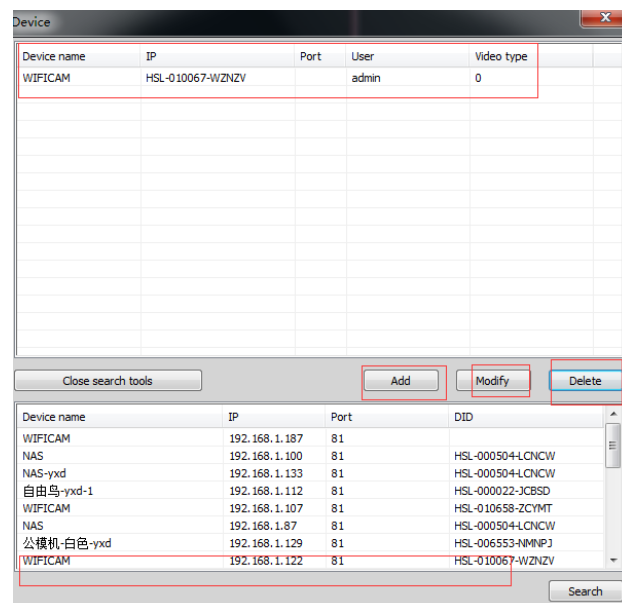 Device
Device name IP Port User Video type
WIFICAM HSL-010067-WZNZV admin 0
Close search tools Add Modify Delete
Device name IP Port DID
WIFICAM 192.168.1.187 81
NAS 192.168.1.100 81 HSL-000504-LCNCW
NAS-yxd 192.168.1.133 81 HSL-000504-LCNCW
自由鸟-yxd-1 192.168.1.112 81 HSL-000022-JCBSD
WIFICAM 192.168.1.107 81 HSL-010658-ZCYMT
NAS 192.168.1.87 81 HSL-000504-LCNCW
公模机-白色-yxd 192.168.1.129 81 HSL-006553-NMNPJ
WIFICAM 192.168.1.122 81 HSL-010067-WZNZV
Search